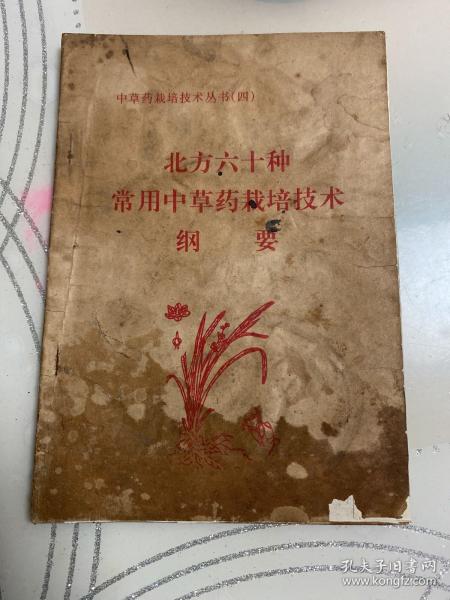 中草药栽培技术丛书(四)
北方六十种
常用中草药栽培技术
纲 要
孔夫子旧书网
www.kongfz.com